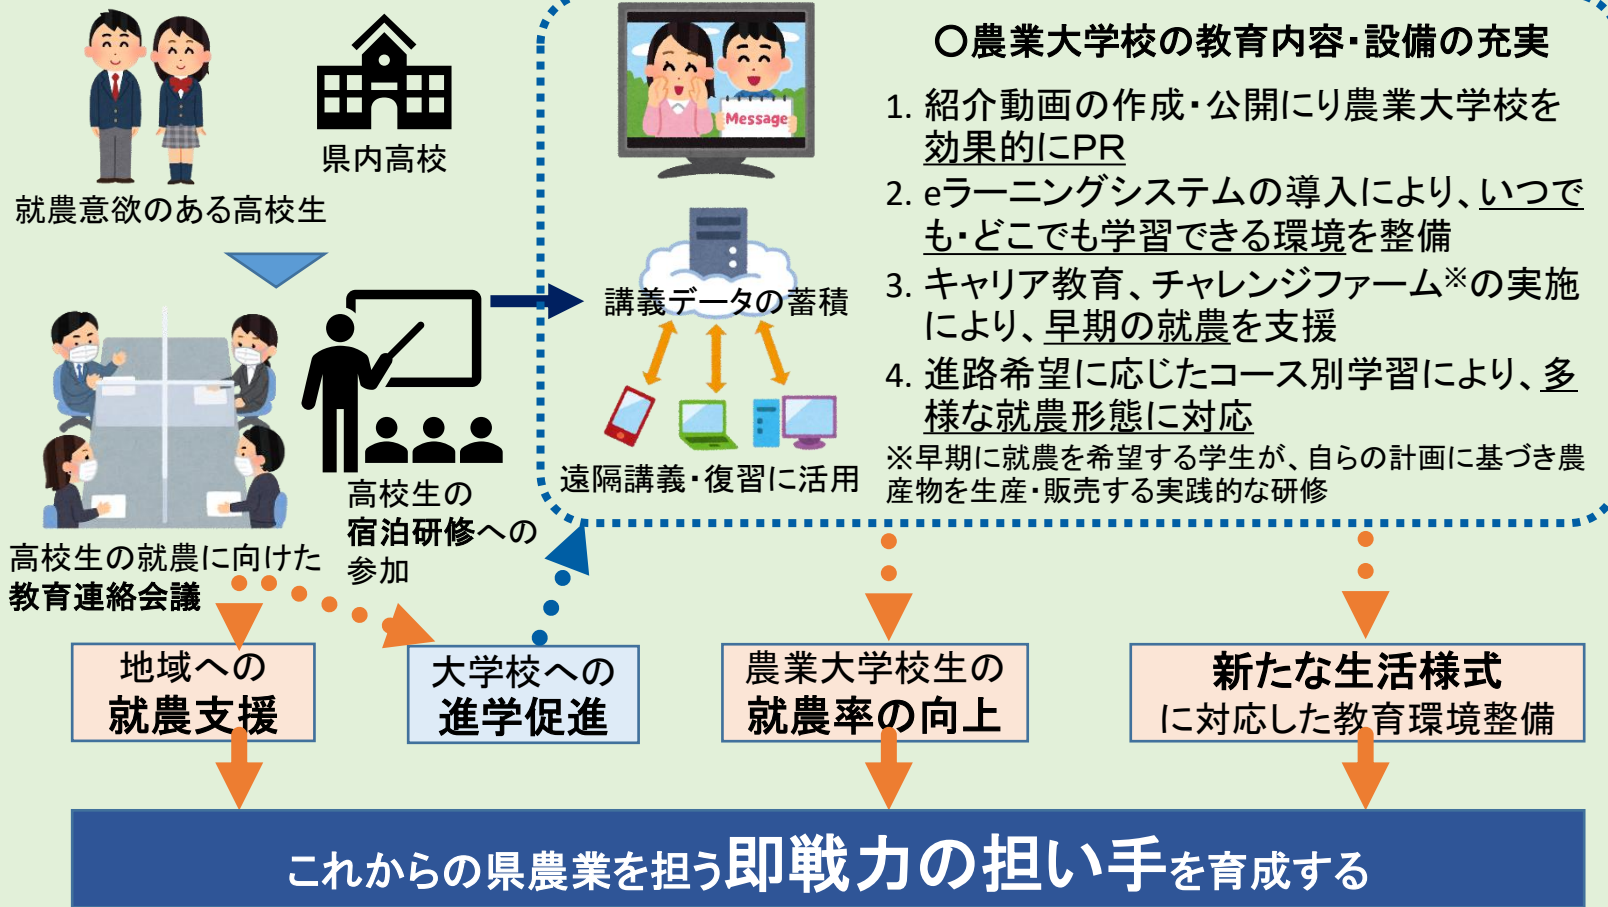 就農意欲のある高校生
県内高校
高校生の就農に向けた
教育連絡会議
高校生の
宿泊研修への
参加
Message
講義データの蓄積
遠隔講義・復習に活用
〇農業大学校の教育内容・設備の充実
1. 紹介動画の作成・公開にり農業大学校を
効果的にPR
2. eラーニングシステムの導入により、いつで
も・どこでも学習できる環境を整備
3. キャリア教育、チャレンジファーム※の実施
により、早期の就農を支援
4. 進路希望に応じたコース別学習により、多
様な就農形態に対応
※早期に就農を希望する学生が、自らの計画に基づき農
産物を生産・販売する実践的な研修
地域への
就農支援
大学校への
進学促進
農業大学校生の
就農率の向上
新たな生活様式
に対応した教育環境整備
これからの県農業を担う即戦力の担い手を育成する